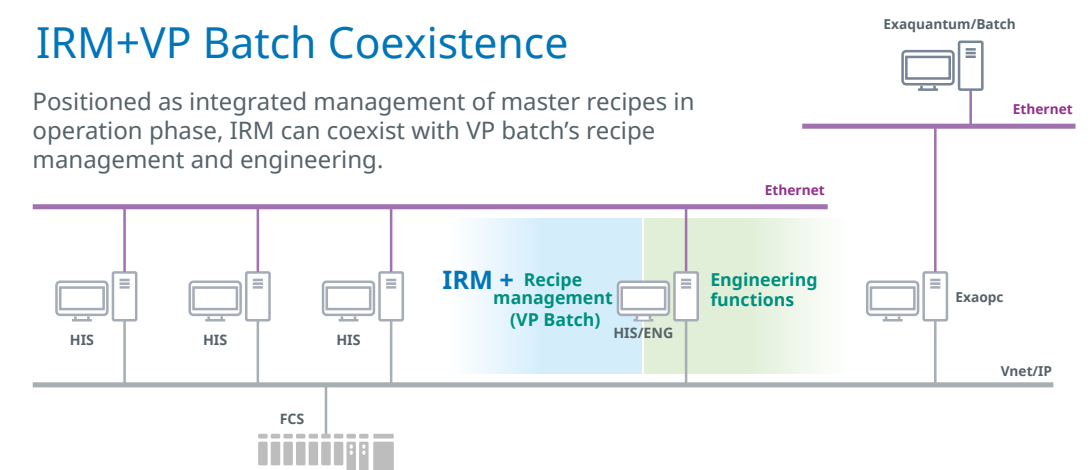 IRM+VP Batch Coexistence
Exaquantum/Batch
Positioned as integrated management of master recipes in
operation phase, IRM can coexist with VP batch's recipe
management and engineering.
Ethernet
Ethernet
IRM + Recipe
management
(VP Batch)
Engineering
functions
HIS
HIS
HIS
HIS/ENG
Exaopc
Vnet/IP
FCS